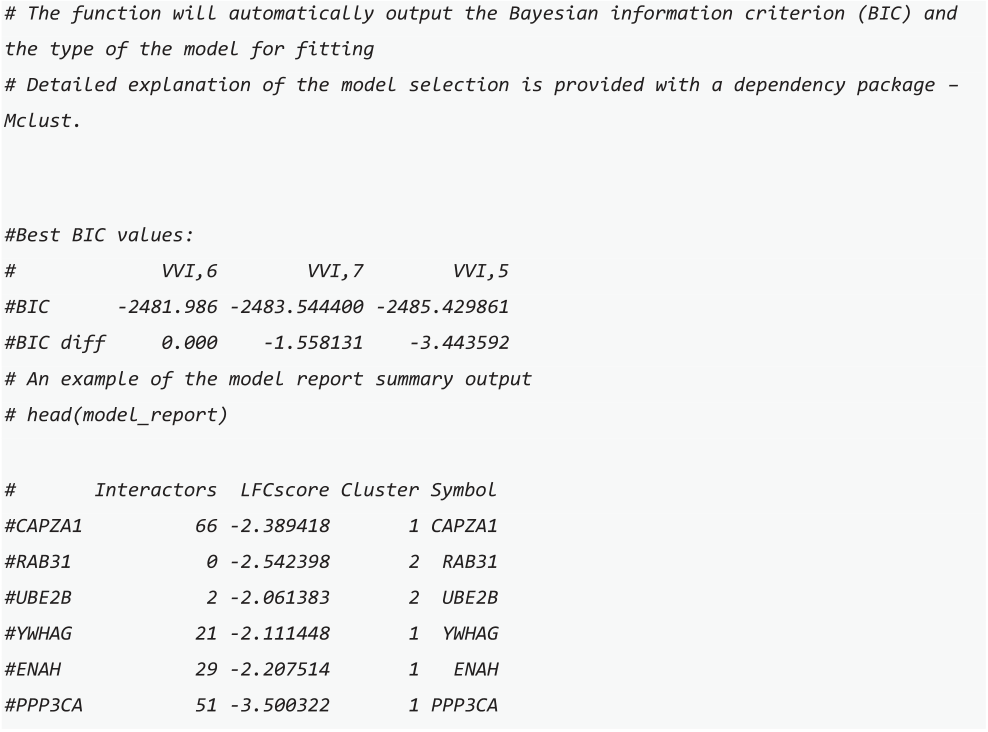 # The function will automatically output the Bayesian information criterion (BIC) and
the type of the model for fitting
# Detailed explanation of the model selection is provided with a dependency package –
Mclust.
#Best BIC values:
#             VVI,6        VVI,7        VVI,5
#BIC      -2481.986 -2483.544400 -2485.429861
#BIC diff     0.000    -1.558131    -3.443592
# An example of the model report summary output
# head(model_report)
#       Interactors  LFCscore Cluster Symbol
#CAPZA1          66 -2.389418       1 CAPZA1
#RAB31            0 -2.542398       2  RAB31
#UBE2B            2 -2.061383       2  UBE2B
#YWHAG           21 -2.111448       1  YWHAG
#ENAH            29 -2.207514       1   ENAH
#PPP3CA          51 -3.500322       1 PPP3CA